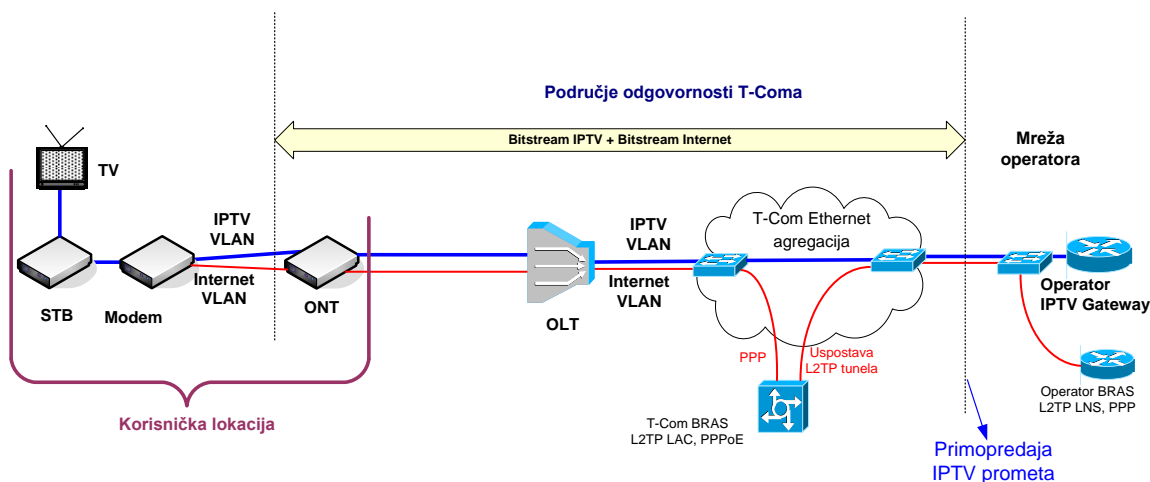 Područje odgovornosti T-Coma
Bitstream IPTV + Bitstream Internet
Mreža
operatora
TV
IPTV
VLAN
Internet
VLAN
STB
Modem
ONT
OLT
IPTV
VLAN
Internet
VLAN
T-Com Ethernet
agregacija
Operator
IPTV Gateway
PPP
Uspostava
L2TP tunela
T-Com BRAS
L2TP LAC, PPPoE
Operator BRAS
L2TP LNS, PPP
Korisnička lokacija
Primopredaja
IPTV prometa